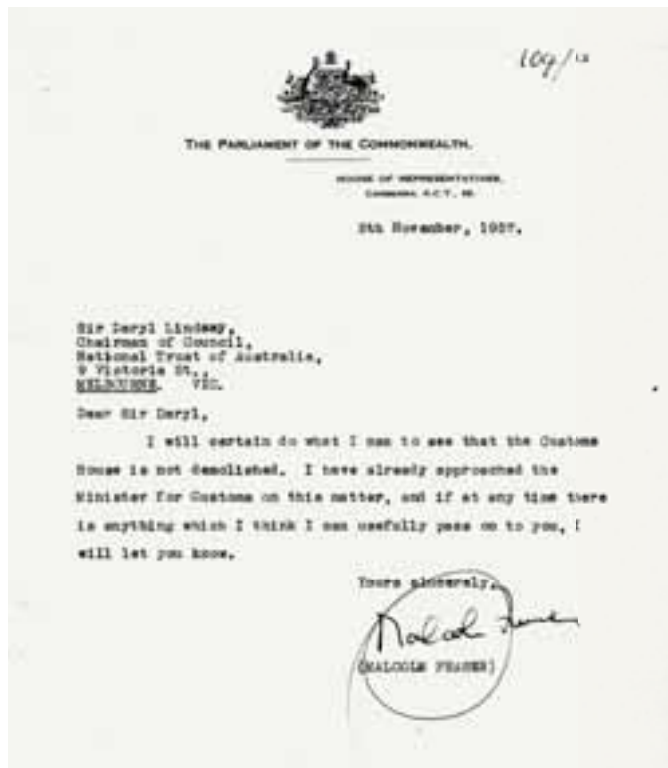 109/12
THE PARLIAMENT OF THE COMMONWEALTH.
HOUSE OF REPRESENTATIVES,
CANBERRA, A.C.T.
November, 1957.
Sir Daryl Lindsay,
Chairman of Council,
National Trust of Australia,
9 Victoria St.,
MELBOURNE. VIC.
Dear Sir Daryl,
I will certain do what I can to see that the Customs
House is not demolished. I have already approached the
Minister for Customs on this matter, and if at any time there
is anything which I think I can usefully pass on to you, I
will let you know.
Yours sincerely,
Malcolm Fraser
(MALCOLM FRASER)